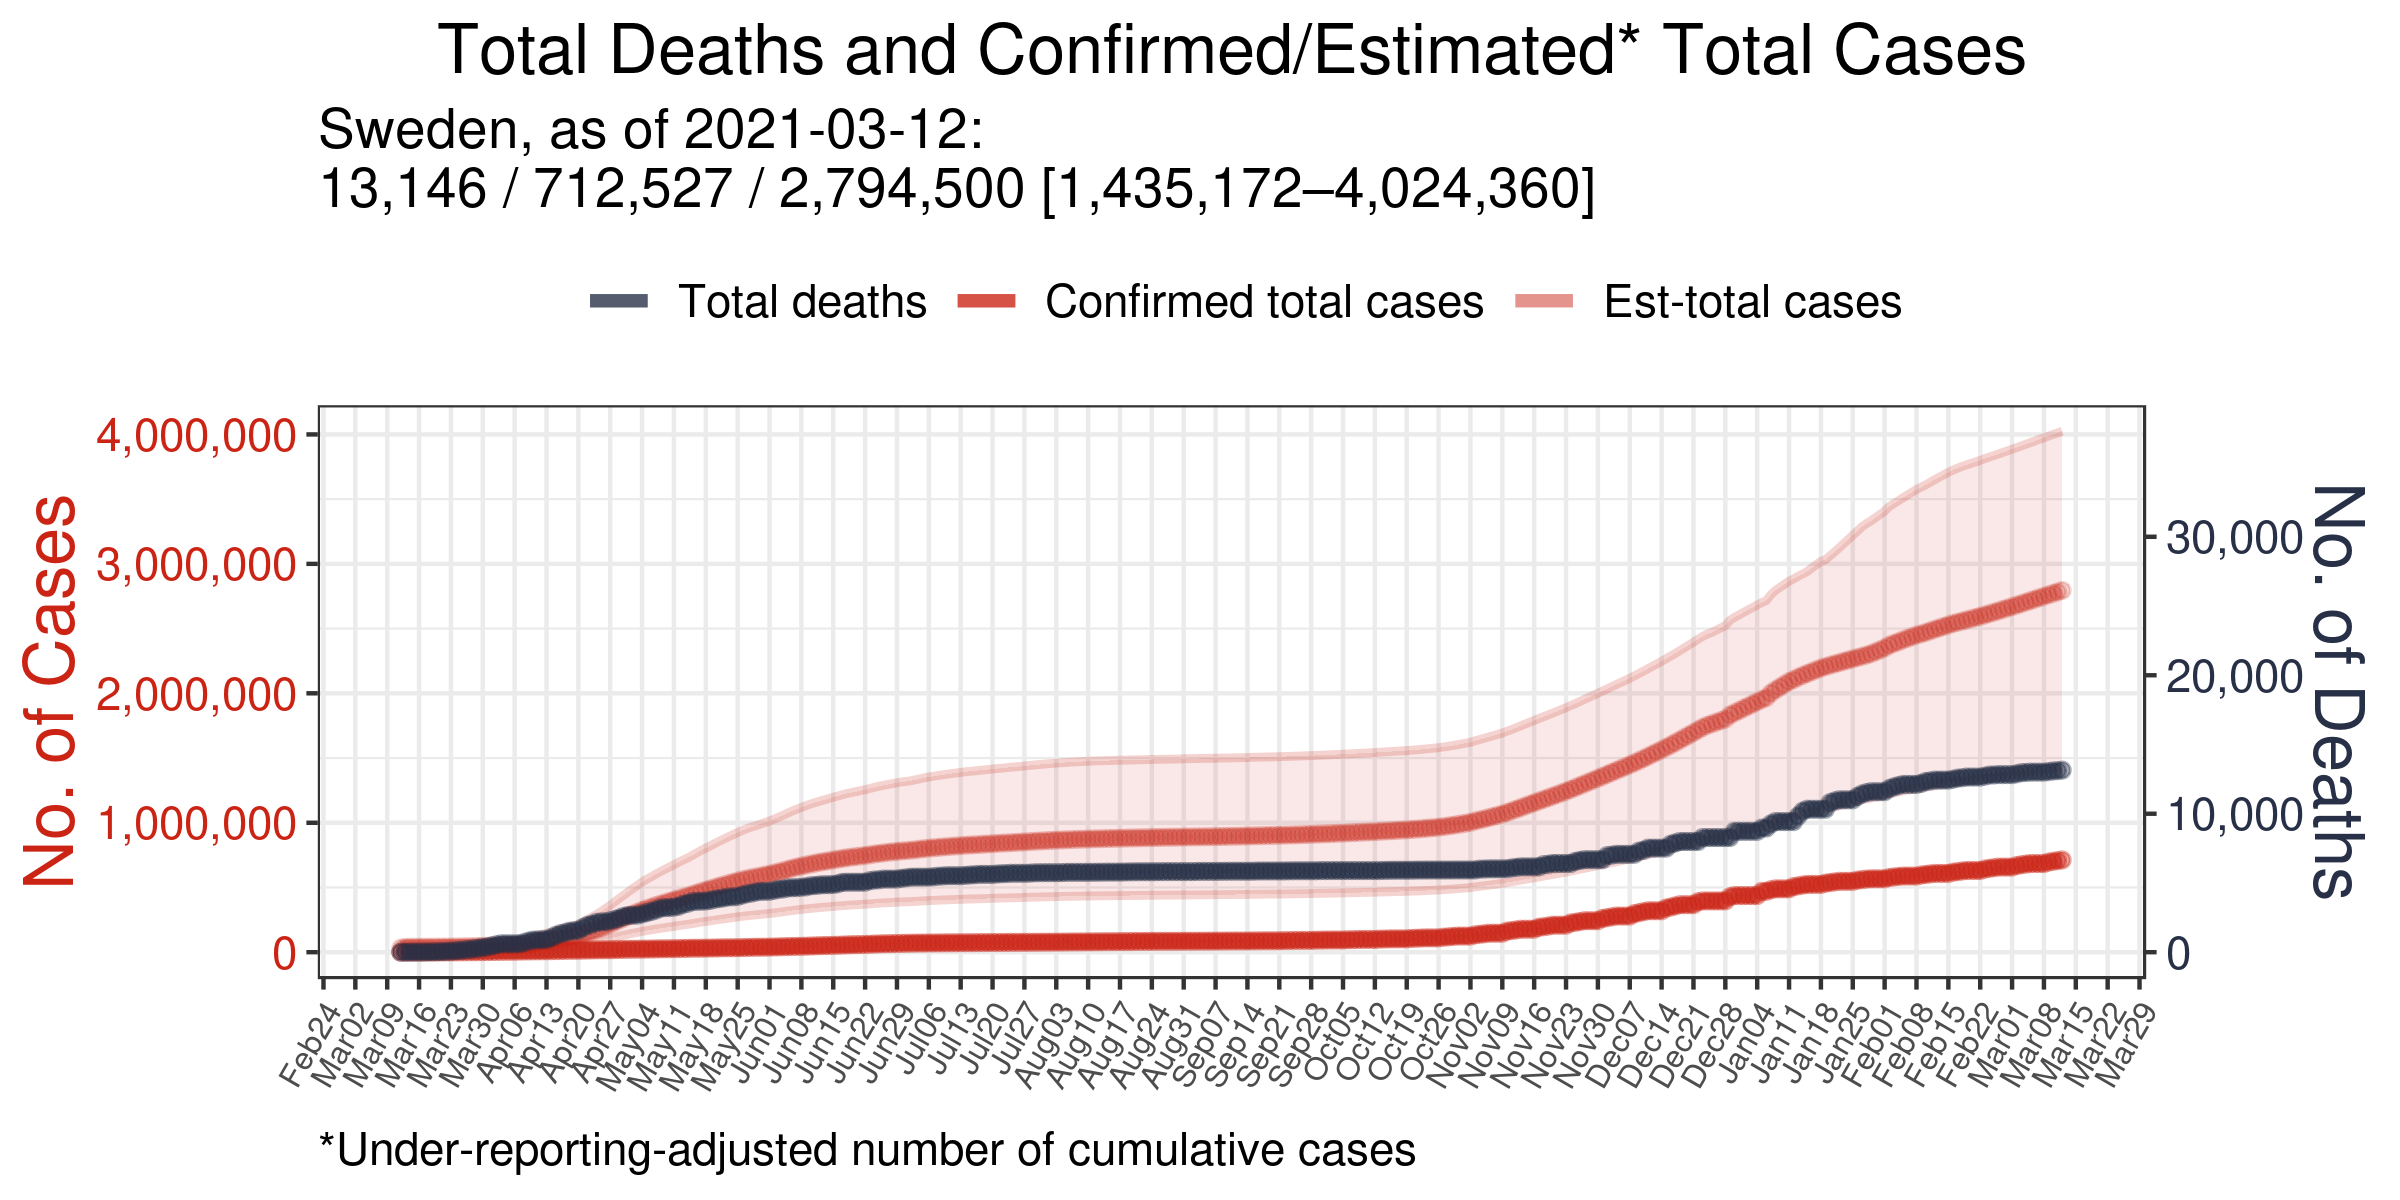 Total Deaths and Confirmed/Estimated* Total Cases
Sweden, as of 2021-03-12:
13,146 / 712,527 / 2,794,500 [1,435,172–4,024,360]
Total deaths
Confirmed total cases
Est-total cases
No. of Cases
4,000,000
3,000,000
2,000,000
1,000,000
0
30,000
20,000
10,000
0
No. of Deaths
Feb24
Mar02
Mar09
Mar16
Mar23
Mar30
Apr06
Apr13
Apr20
Apr27
May04
May11
May18
May25
Jun01
Jun08
Jun15
Jun22
Jun29
Jul06
Jul13
Jul20
Jul27
Aug03
Aug10
Aug17
Aug24
Aug31
Sep07
Sep14
Sep21
Sep28
Oct05
Oct12
Oct19
Oct26
Nov02
Nov09
Nov16
Nov23
Nov30
Dec07
Dec14
Dec21
Dec28
Jan04
Jan11
Jan18
Jan25
Feb01
Feb08
Feb15
Feb22
Mar01
Mar08
Mar15
Mar22
Mar29
*Under-reporting-adjusted number of cumulative cases